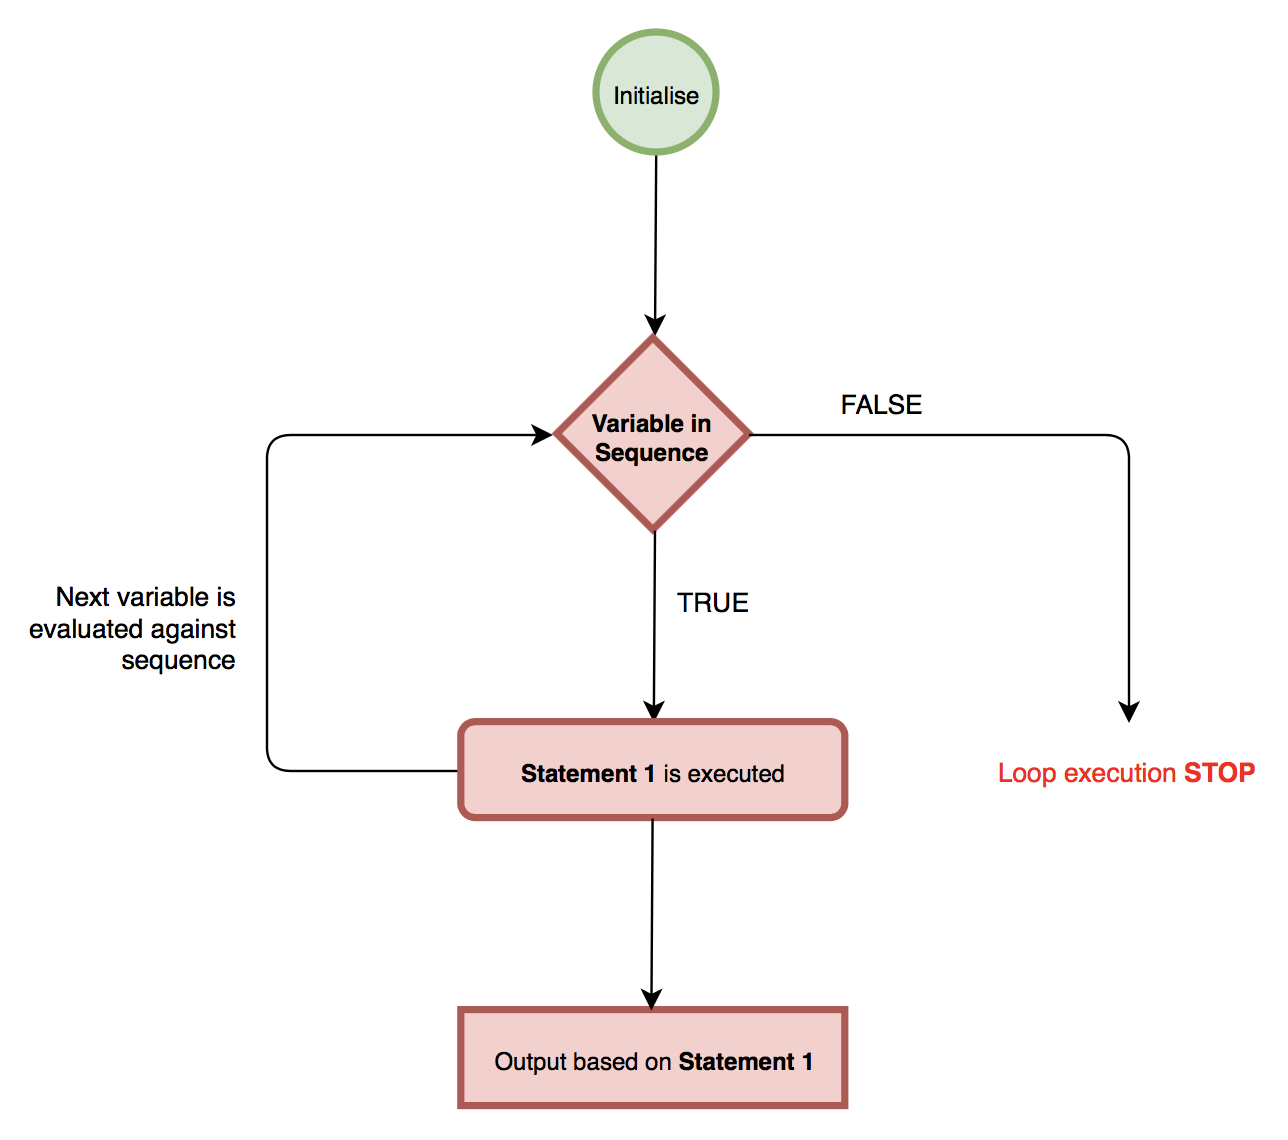 Initialise
Variable in
Sequence
FALSE
TRUE
Next variable is
evaluated against
sequence
Statement 1 is executed
Loop execution STOP
Output based on Statement 1